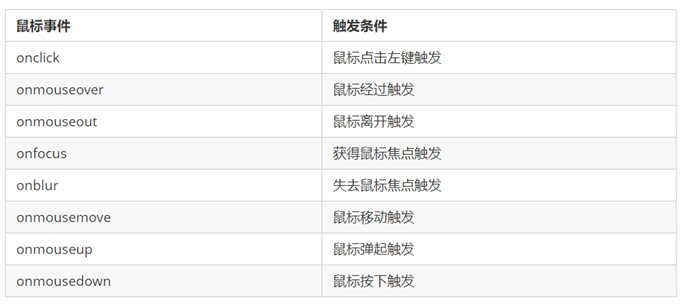 鼠标事件 触发条件
onclick 鼠标点击左键触发
onmouseover 鼠标经过触发
onmouseout 鼠标离开触发
onfocus 获得鼠标焦点触发
onblur 失去鼠标焦点触发
onmousemove 鼠标移动触发
onmouseup 鼠标弹起触发
onmousedown 鼠标按下触发